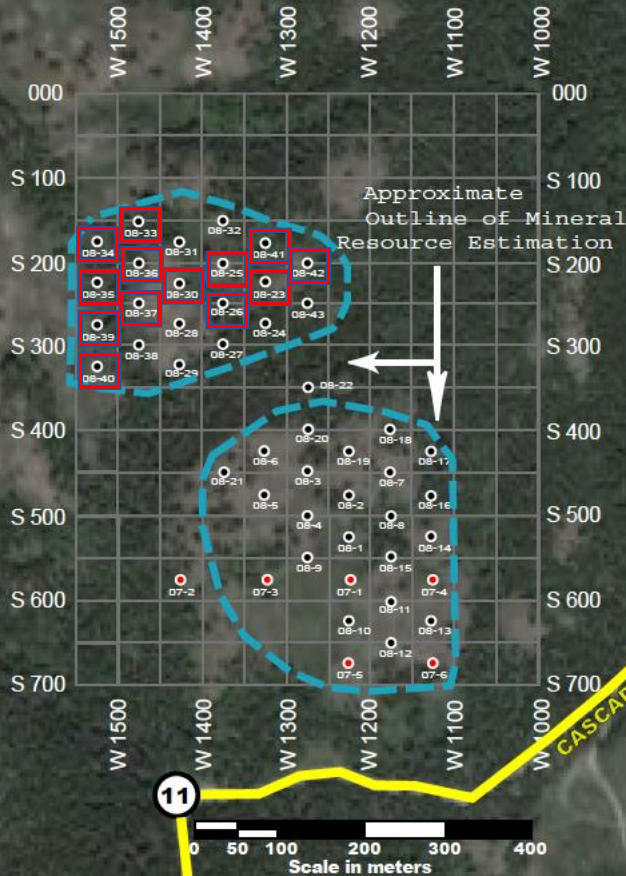 W 1500
W 1400
W 1300
W 1200
W 1100
W 1000
000
000
S 100
S 100
Approximate
Outline of Mineral
Resource Estimation
08-33
08-32
08-34
08-31
08-41
S 200
S 200
08-36
08-25
08-42
08-35
08-30
08-23
08-37
08-26
08-43
08-39
08-28
08-24
S 300
S 300
08-38
08-27
08-40
08-29
08-22
S 400
S 400
08-20
08-18
08-6
08-19
08-17
08-21
08-3
08-7
08-5
08-2
08-16
S 500
S 500
08-4
08-8
08-1
08-14
08-9
08-15
07-2
07-3
07-1
07-4
S 600
S 600
08-11
08-10
08-13
08-12
07-5
07-6
S 700
S 700
W 1500
W 1400
W 1300
W 1200
W 1100
W 1000
CASCAD
11
0 50 100 200 300 400
Scale in meters